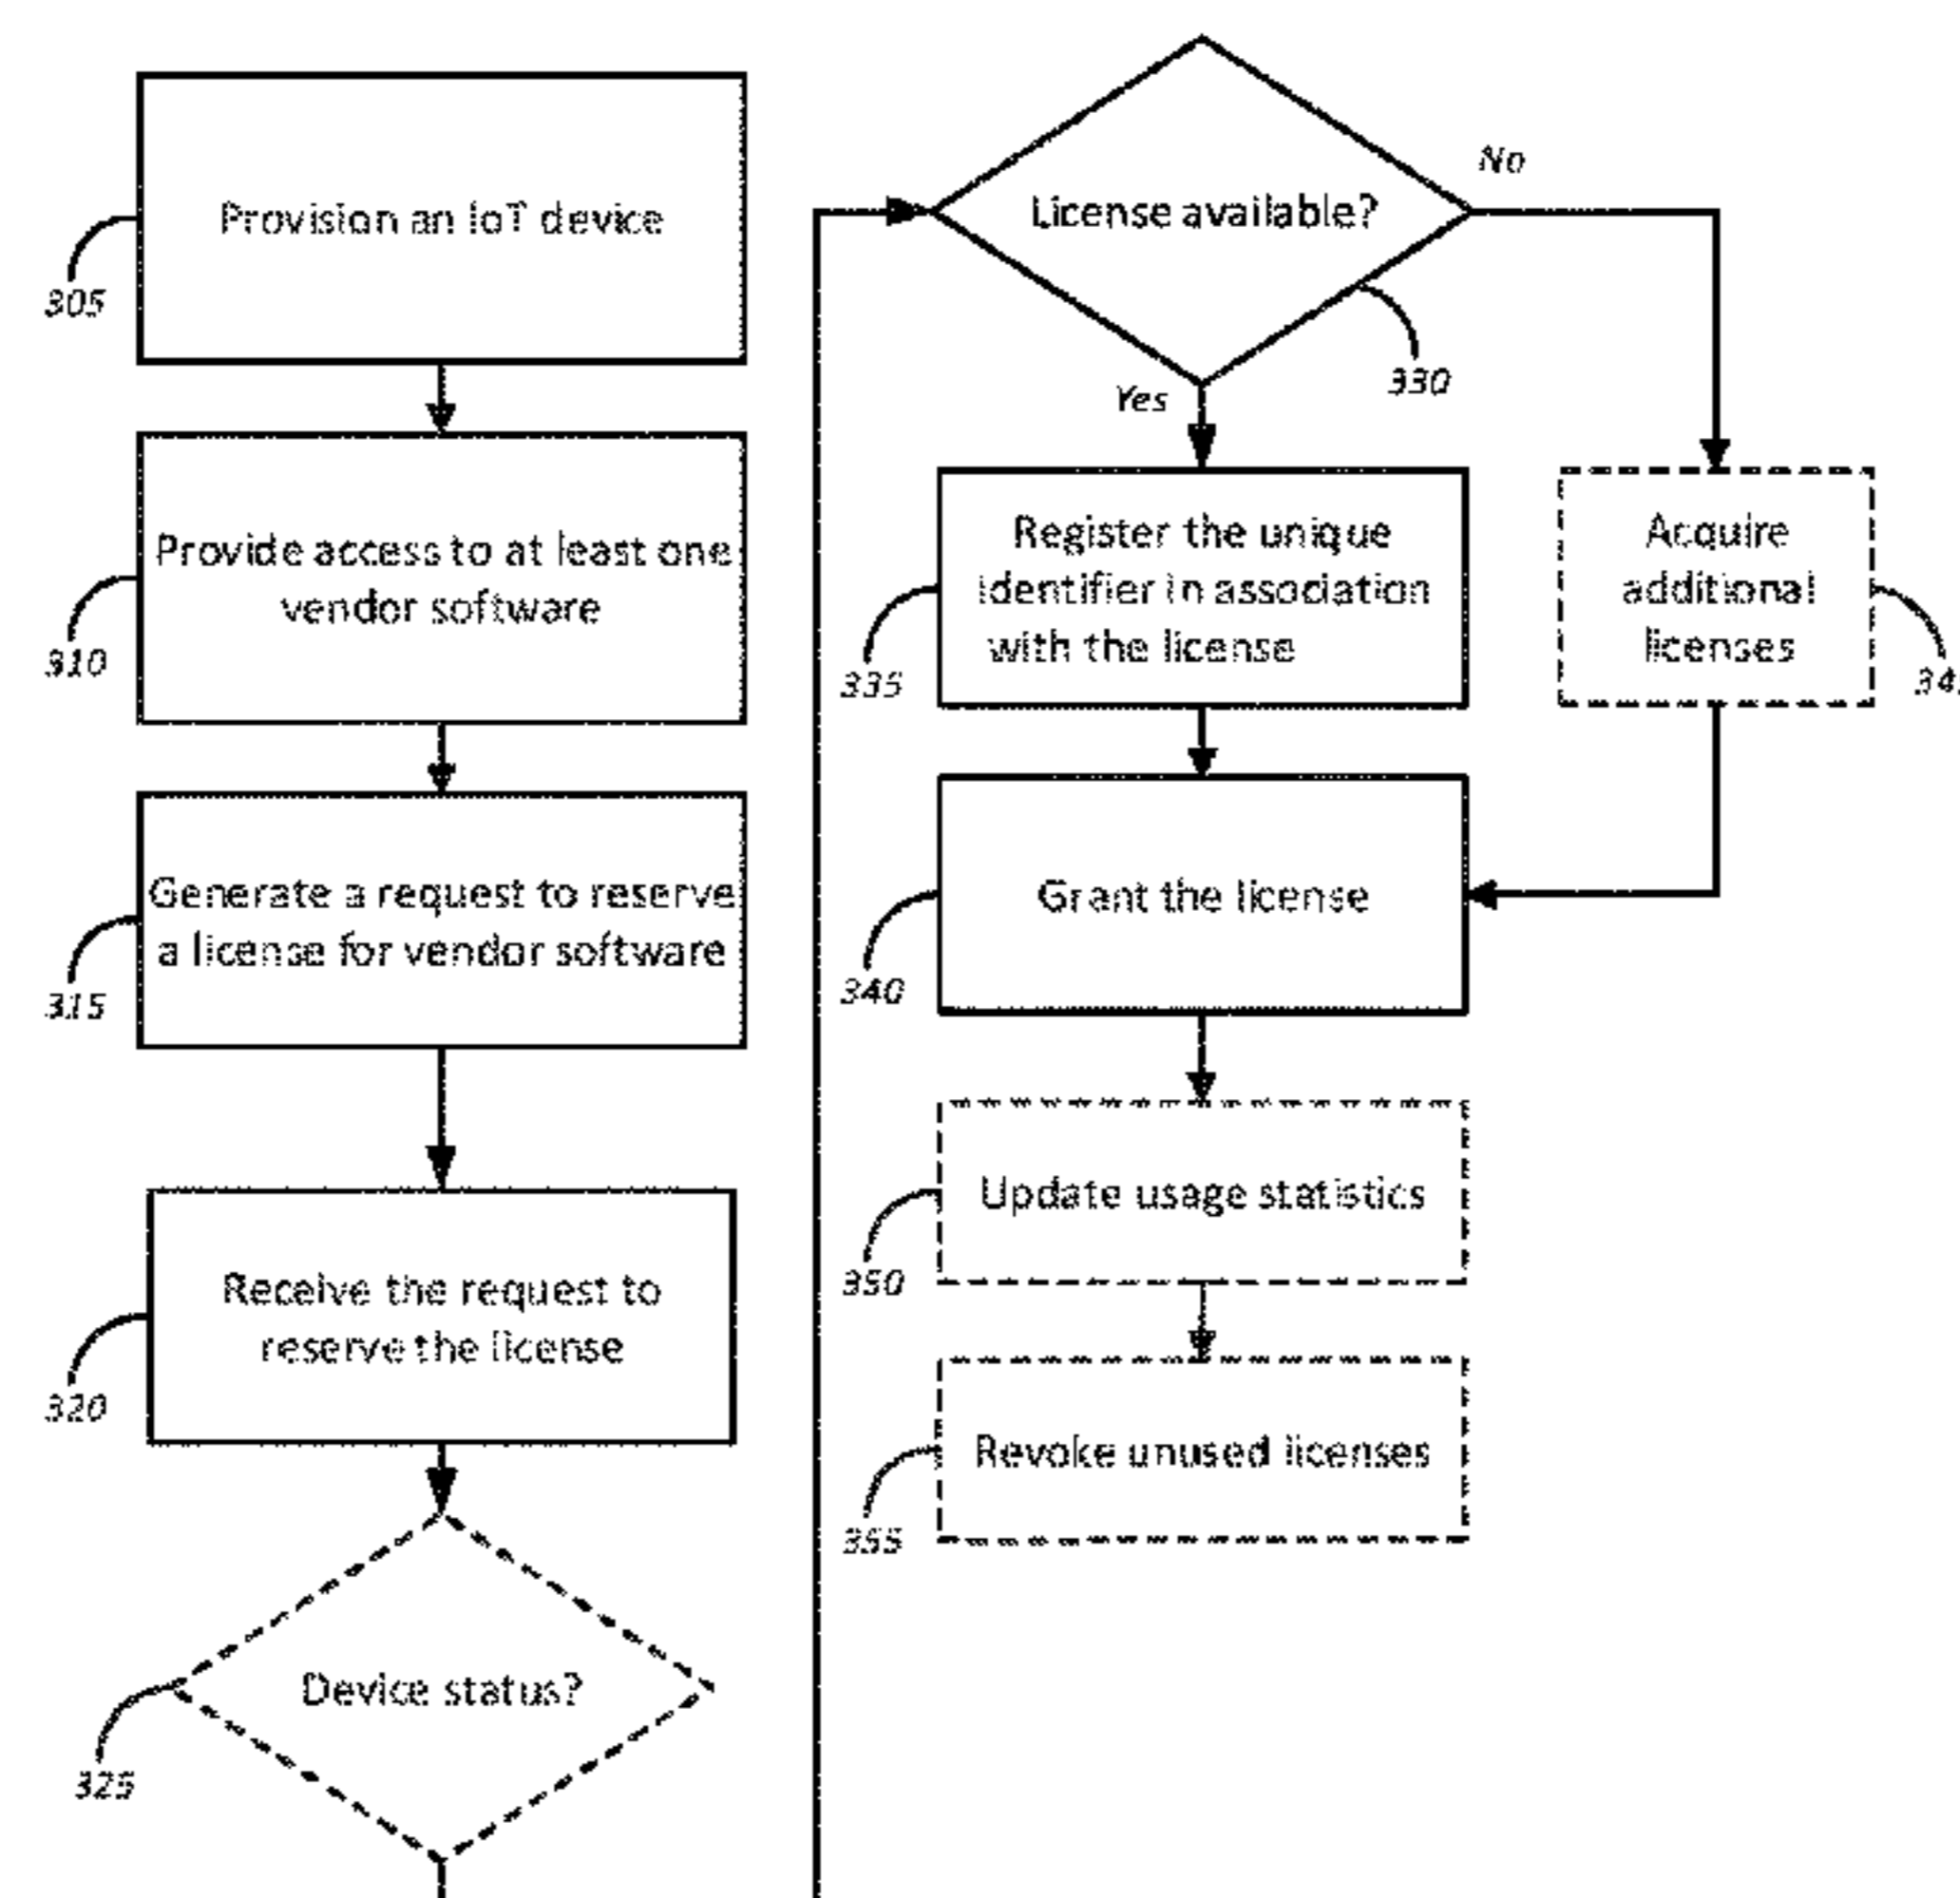 Provision an IoT device
305
Provide access to at least one
vendor software
310
Generate a request to reserve
a license for vendor software
315
Receive the request to
reserve the license
320
Device status?
325
License available?
No
330
Yes
Register the unique
identifier in association
with the license
335
Acquire
additional
licenses
Grant the license
340
Update usage statistics
350
Revoke unused licenses
355